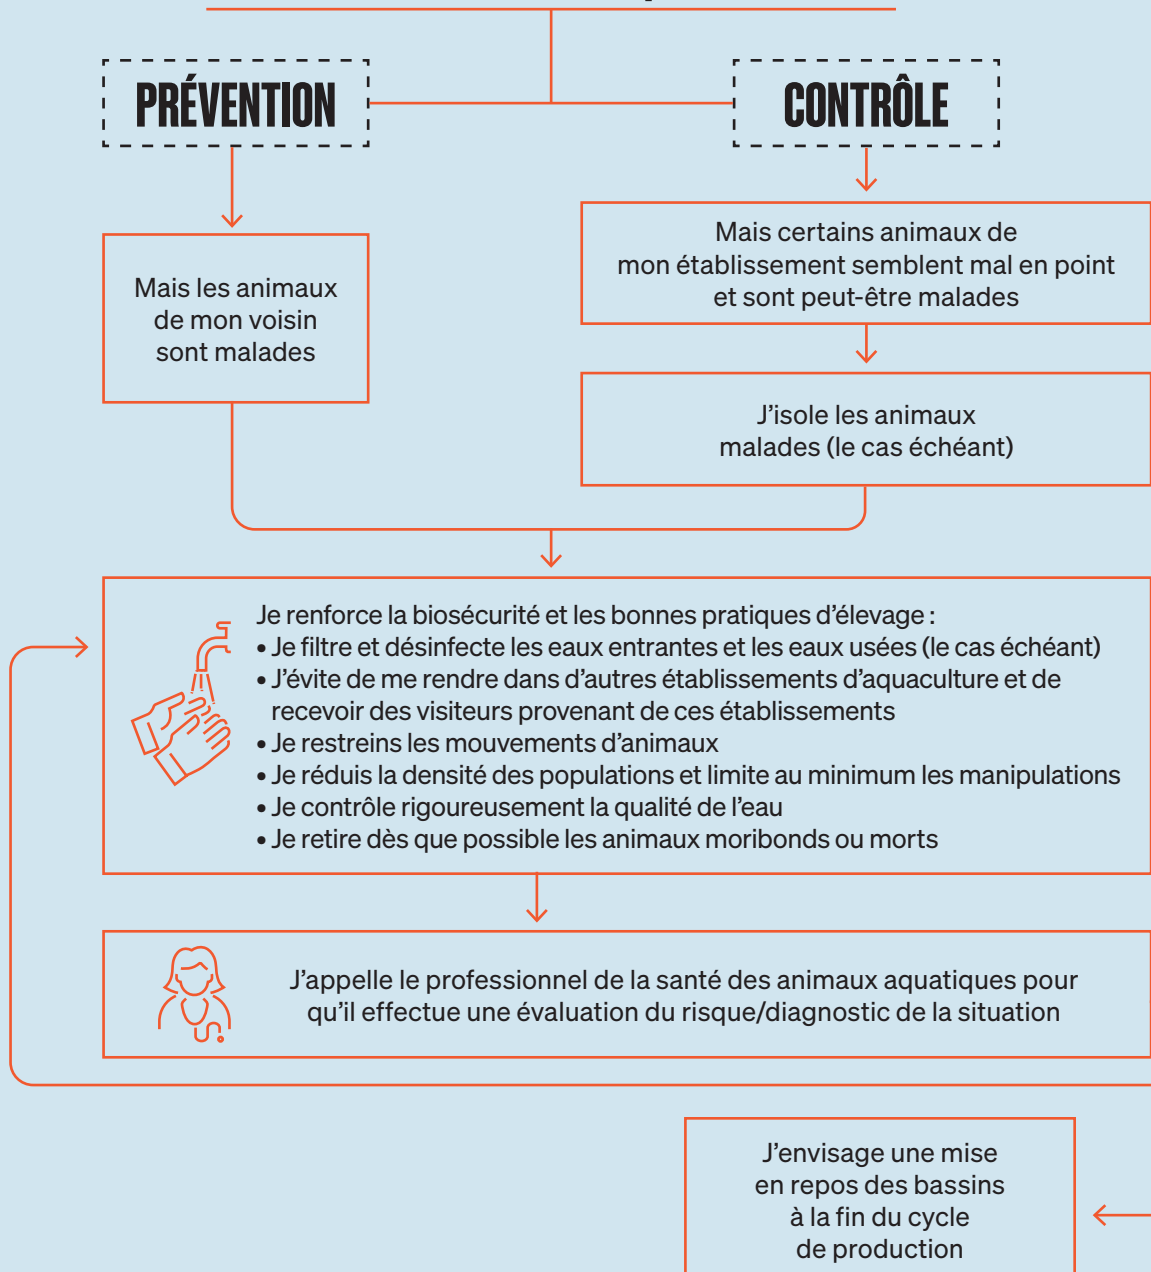 PRÉVENTION
CONTRÔLE
Mais les animaux
de mon voisin
sont malades
Mais certains animaux de
mon établissement semblent mal en point
et sont peut-être malades
J’isole les animaux
malades (le cas échéant)
Je renforce la biosécurité et les bonnes pratiques d’élevage :
• Je filtre et désinfecte les eaux entrantes et les eaux usées (le cas échéant)
• J’évite de me rendre dans d’autres établissements d’aquaculture et de
recevoir des visiteurs provenant de ces établissements
• Je restreins les mouvements d’animaux
• Je réduis la densité des populations et limite au minimum les manipulations
• Je contrôle rigoureusement la qualité de l’eau
• Je retire dès que possible les animaux moribonds ou morts
J’appelle le professionnel de la santé des animaux aquatiques pour
qu’il effectue une évaluation du risque/diagnostic de la situation
J’envisage une mise
en repos des bassins
à la fin du cycle
de production